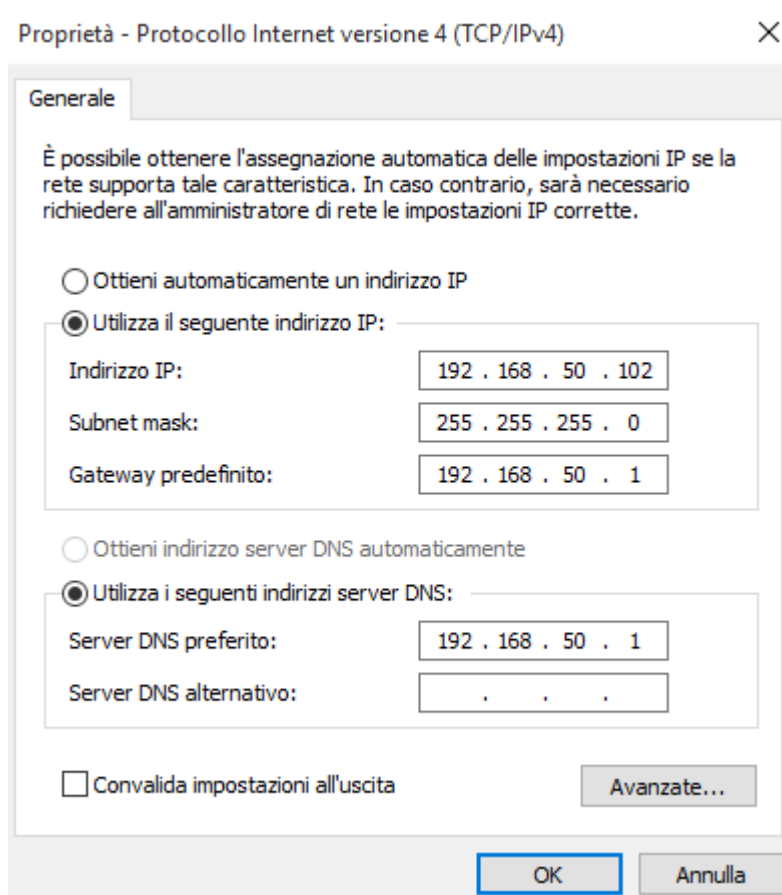 Proprietà - Protocollo Internet versione 4 (TCP/IPv4)
Generale
È possibile ottenere l'assegnazione automatica delle impostazioni IP se la
rete supporta tale caratteristica. In caso contrario, sarà necessario
richiedere all'amministratore di rete le impostazioni IP corrette.
Ottieni automaticamente un indirizzo IP
Utilizza il seguente indirizzo IP:
Indirizzo IP: 192 . 168 . 50 . 102
Subnet mask: 255 . 255 . 255 . 0
Gateway predefinito: 192 . 168 . 50 . 1
Ottieni indirizzo server DNS automaticamente
Utilizza i seguenti indirizzi server DNS:
Server DNS preferito: 192 . 168 . 50 . 1
Server DNS alternativo: . . .
Convalida impostazioni all'uscita Avanzate...
OK Annulla